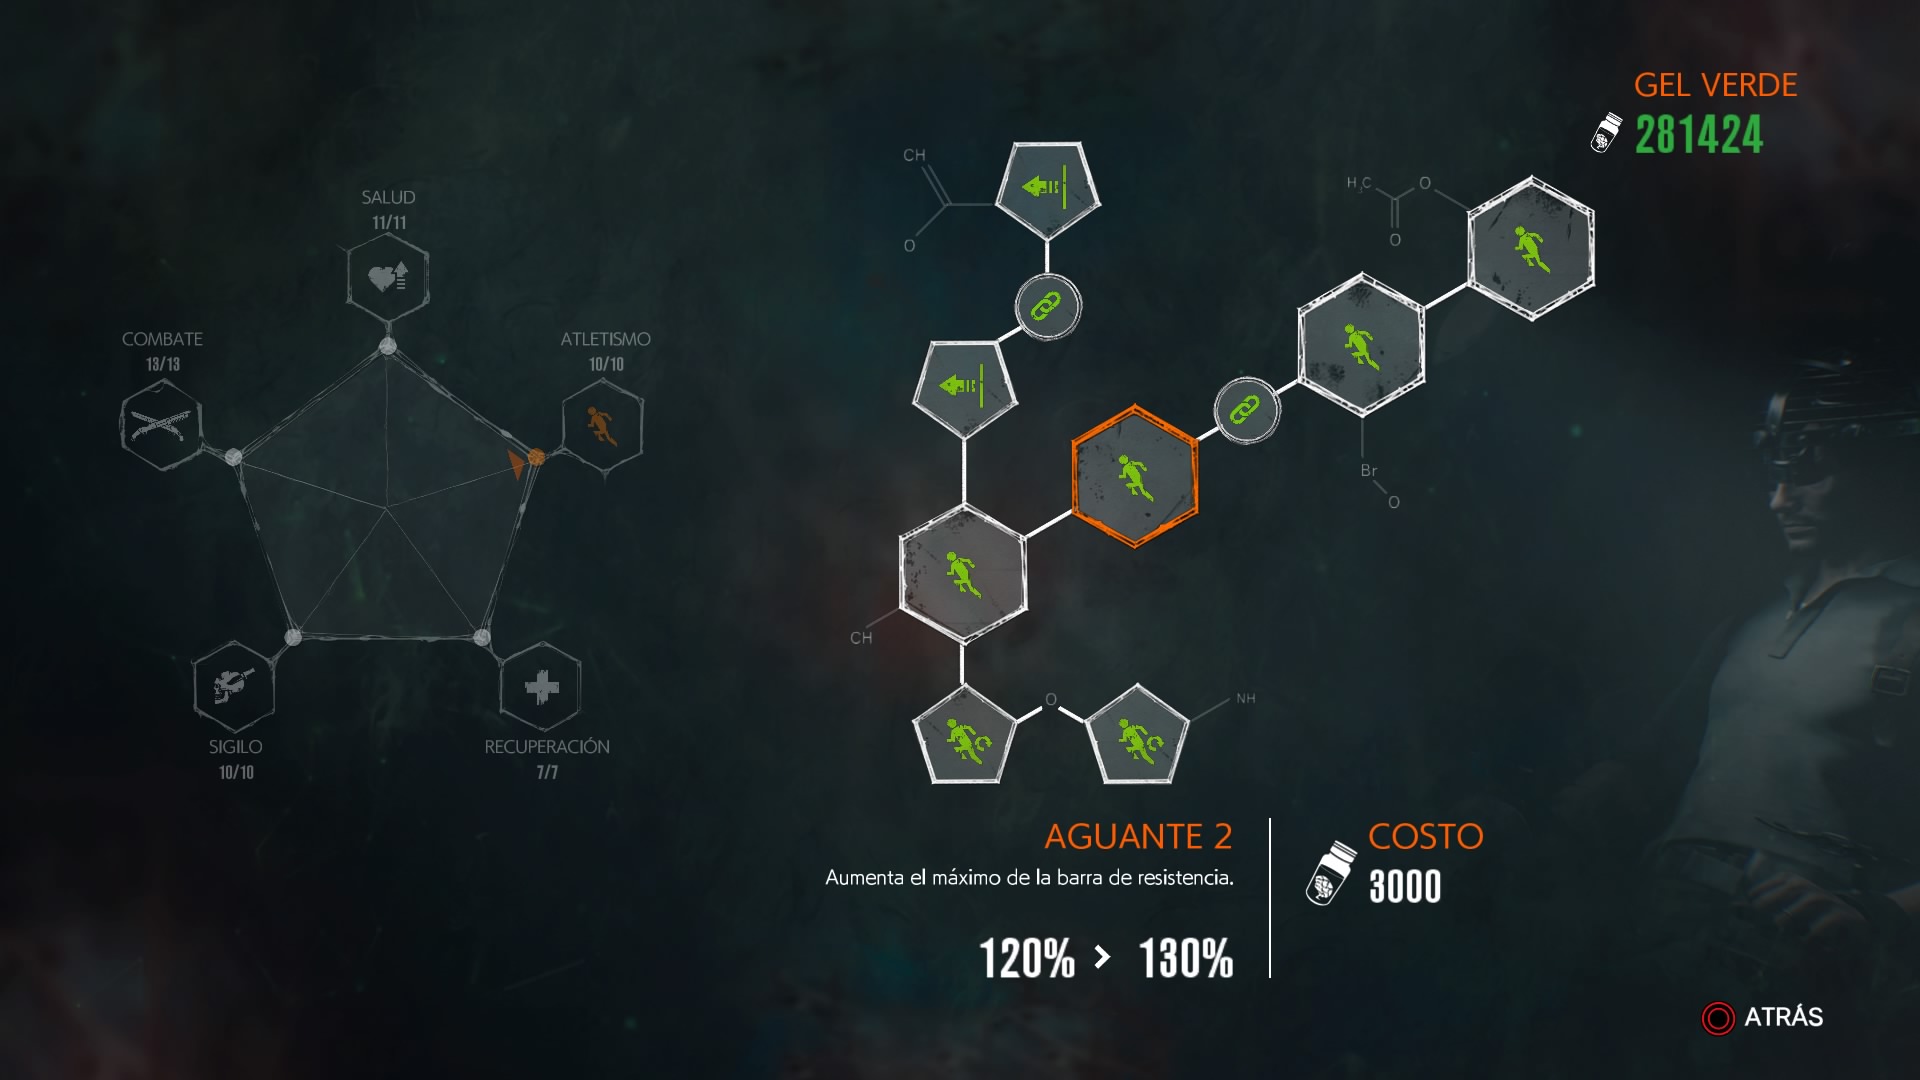 GEL VERDE
281424
SALUD
11/11
COMBATE
13/13
ATLETISMO
10/10
SIGILO
10/10
RECUPERACIÓN
7/7
CH
O
H₃C
O
O
Br
O
CH
O
NH
AGUANTE 2
Aumenta el máximo de la barra de resistencia.
120% > 130%
COSTO
3000
ATRÁS